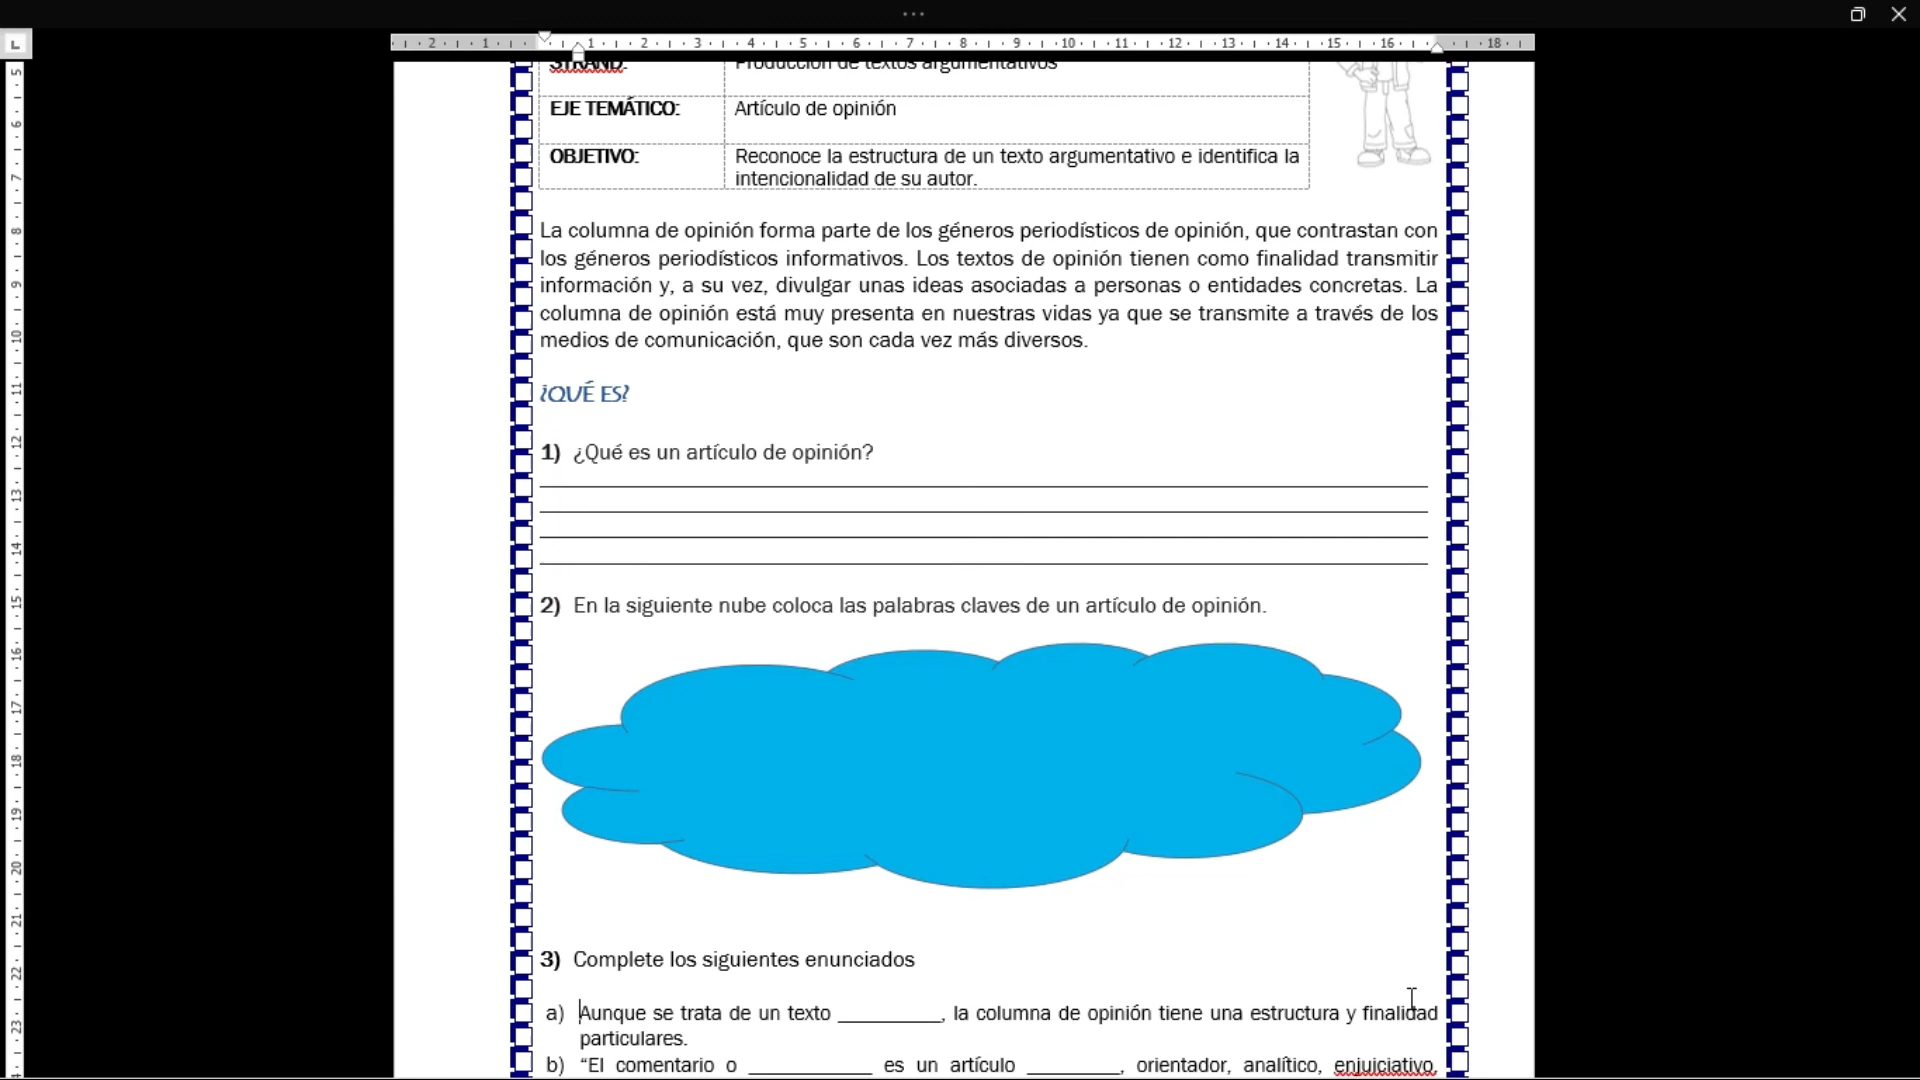 STRAND: Producción de textos argumentativos
EJE TEMÁTICO: Artículo de opinión
OBJETIVO: Reconoce la estructura de un texto argumentativo e identifica la
intencionalidad de su autor.
La columna de opinión forma parte de los géneros periodísticos de opinión, que contrastan con
los géneros periodísticos informativos. Los textos de opinión tienen como finalidad transmitir
información y, a su vez, divulgar unas ideas asociadas a personas o entidades concretas. La
columna de opinión está muy presenta en nuestras vidas ya que se transmite a través de los
medios de comunicación, que son cada vez más diversos.
¿QUÉ ES?
1) ¿Qué es un artículo de opinión?
2) En la siguiente nube coloca las palabras claves de un artículo de opinión.
3) Complete los siguientes enunciados
a) Aunque se trata de un texto __________, la columna de opinión tiene una estructura y finalidad
particulares.
b) “El comentario o ____________ es un artículo _________, orientador, analítico, enjuiciativo,